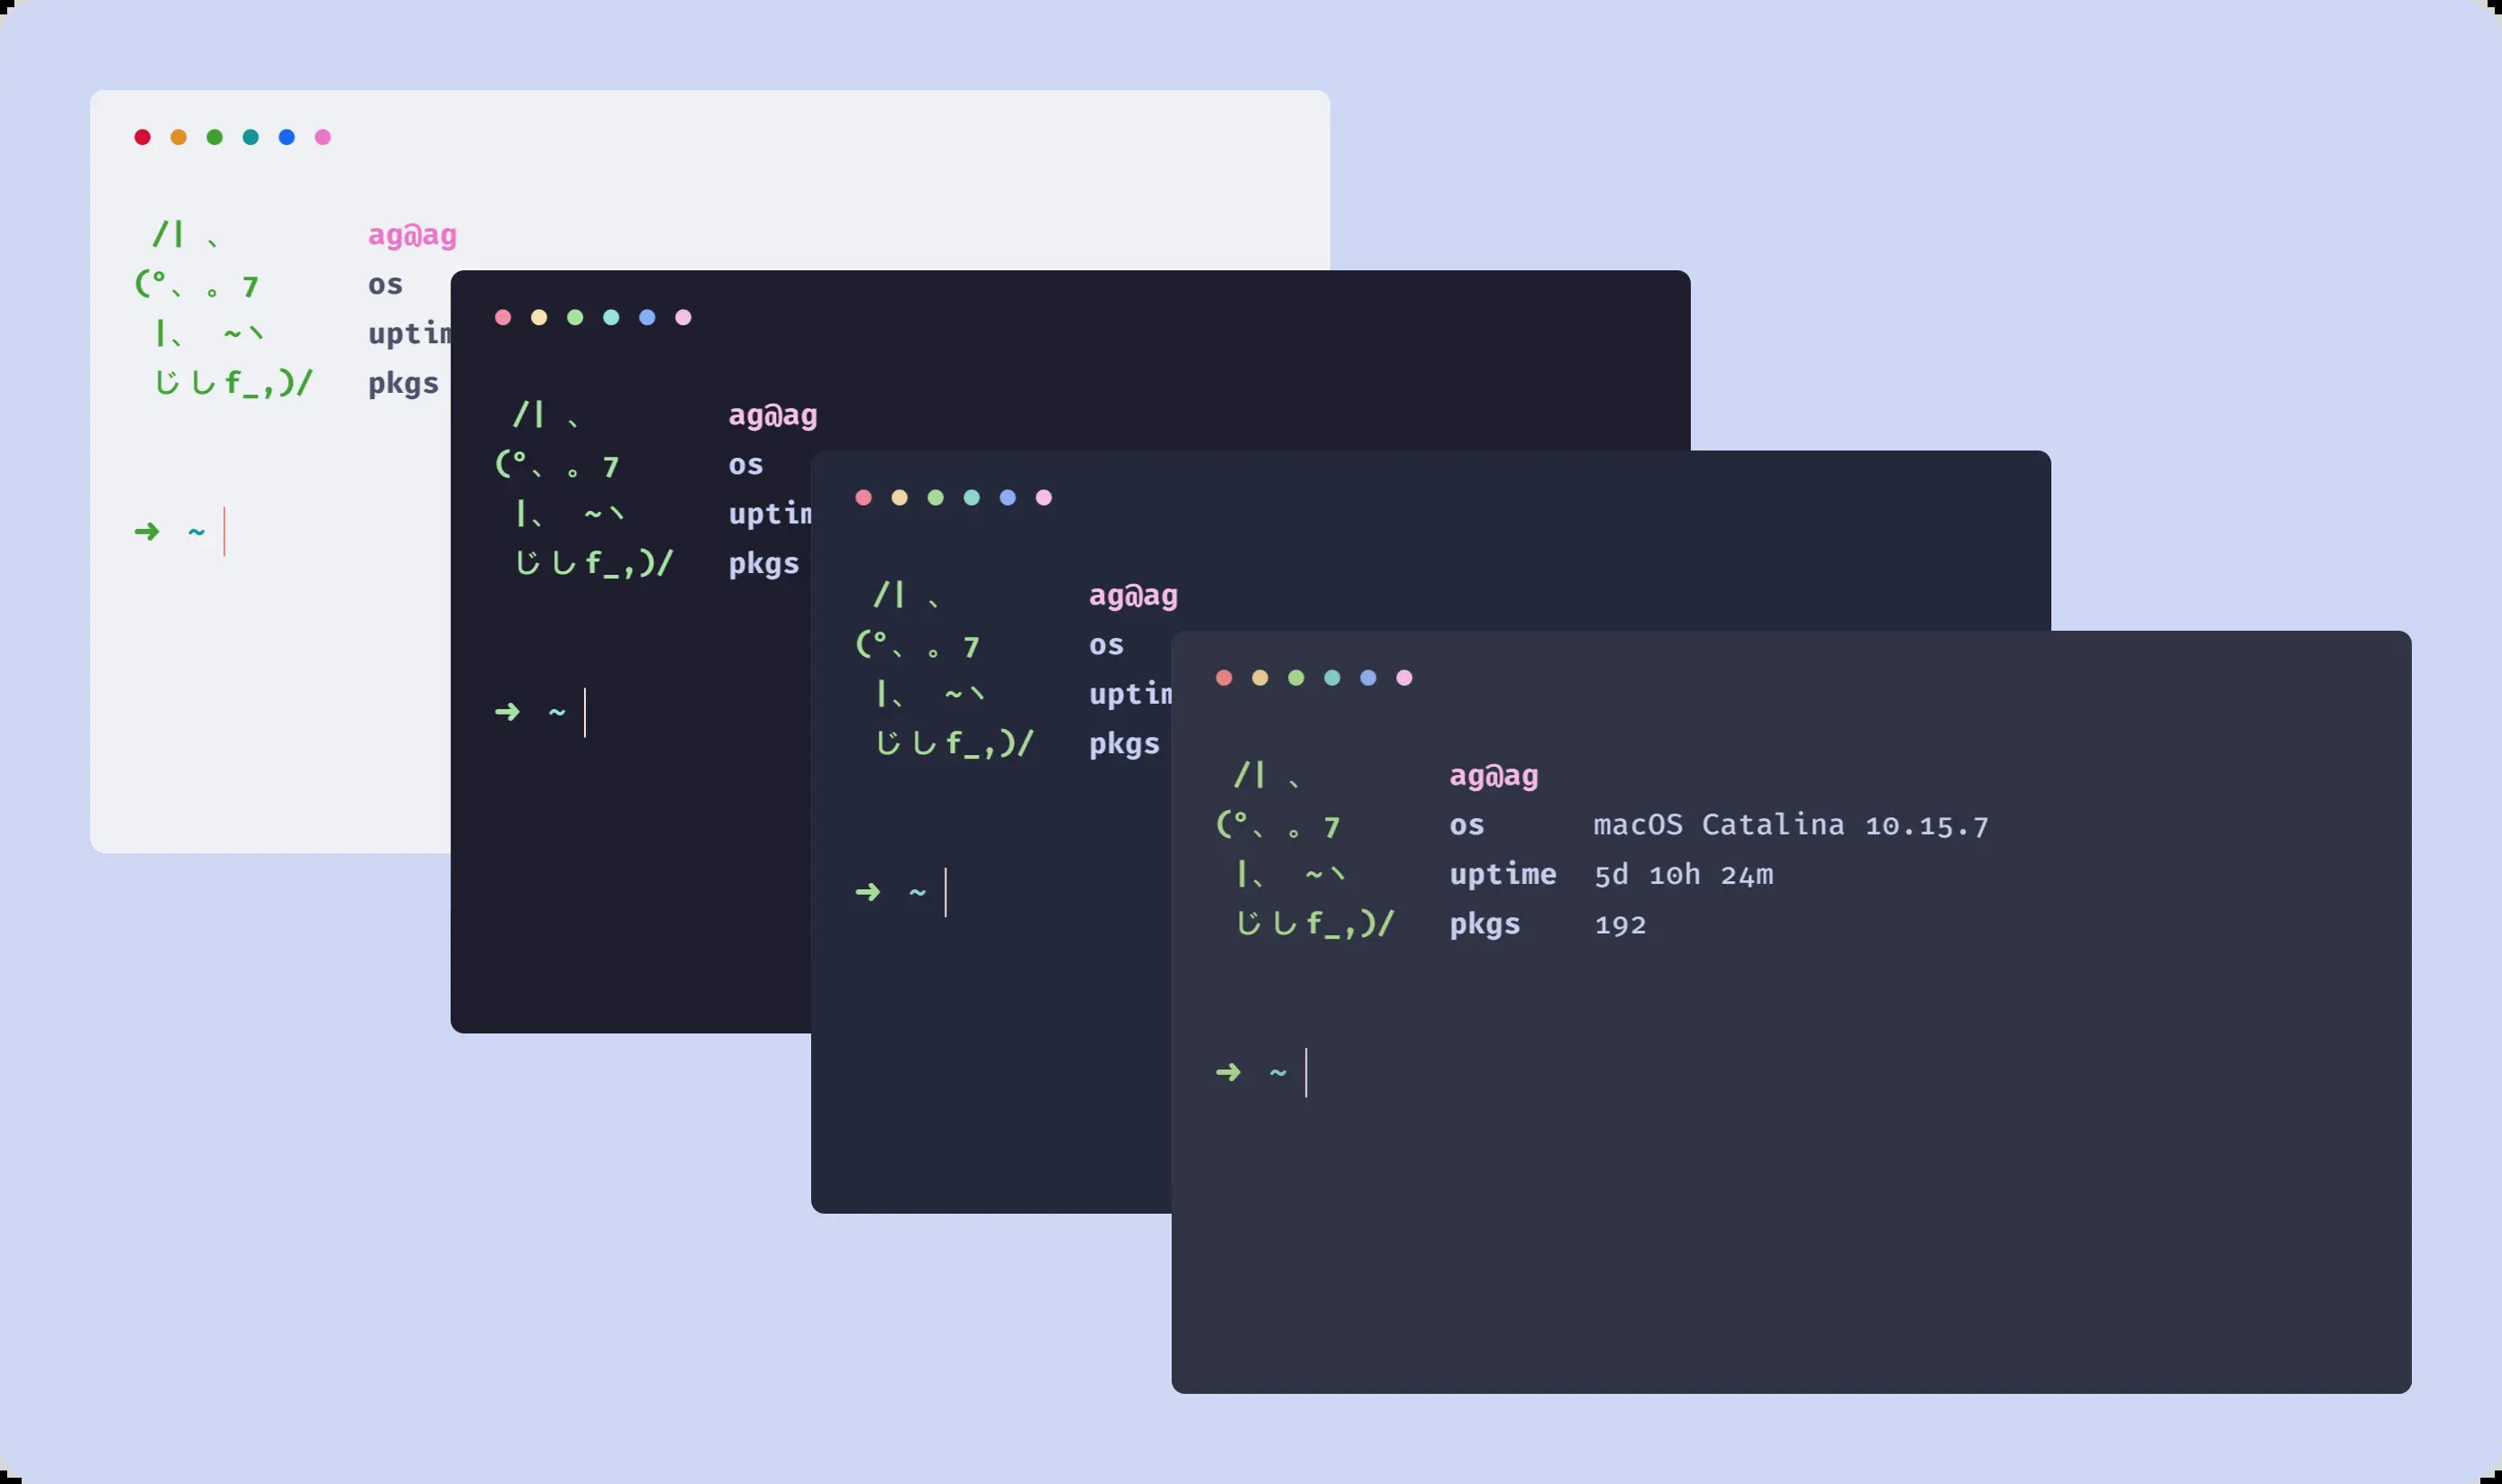 /| 、 ag@ag
(°、 。7 os
|、 ~ヽ uptim
じしf_,)/ pkgs
➜ ~
/| 、 ag@ag
(°、 。7 os
|、 ~ヽ uptim
じしf_,)/ pkgs
➜ ~
/| 、 ag@ag
(°、 。7 os
|、 ~ヽ uptim
じしf_,)/ pkgs
➜ ~
/| 、 ag@ag
(°、 。7 os macOS Catalina 10.15.7
|、 ~ヽ uptime 5d 10h 24m
じしf_,)/ pkgs 192
➜ ~